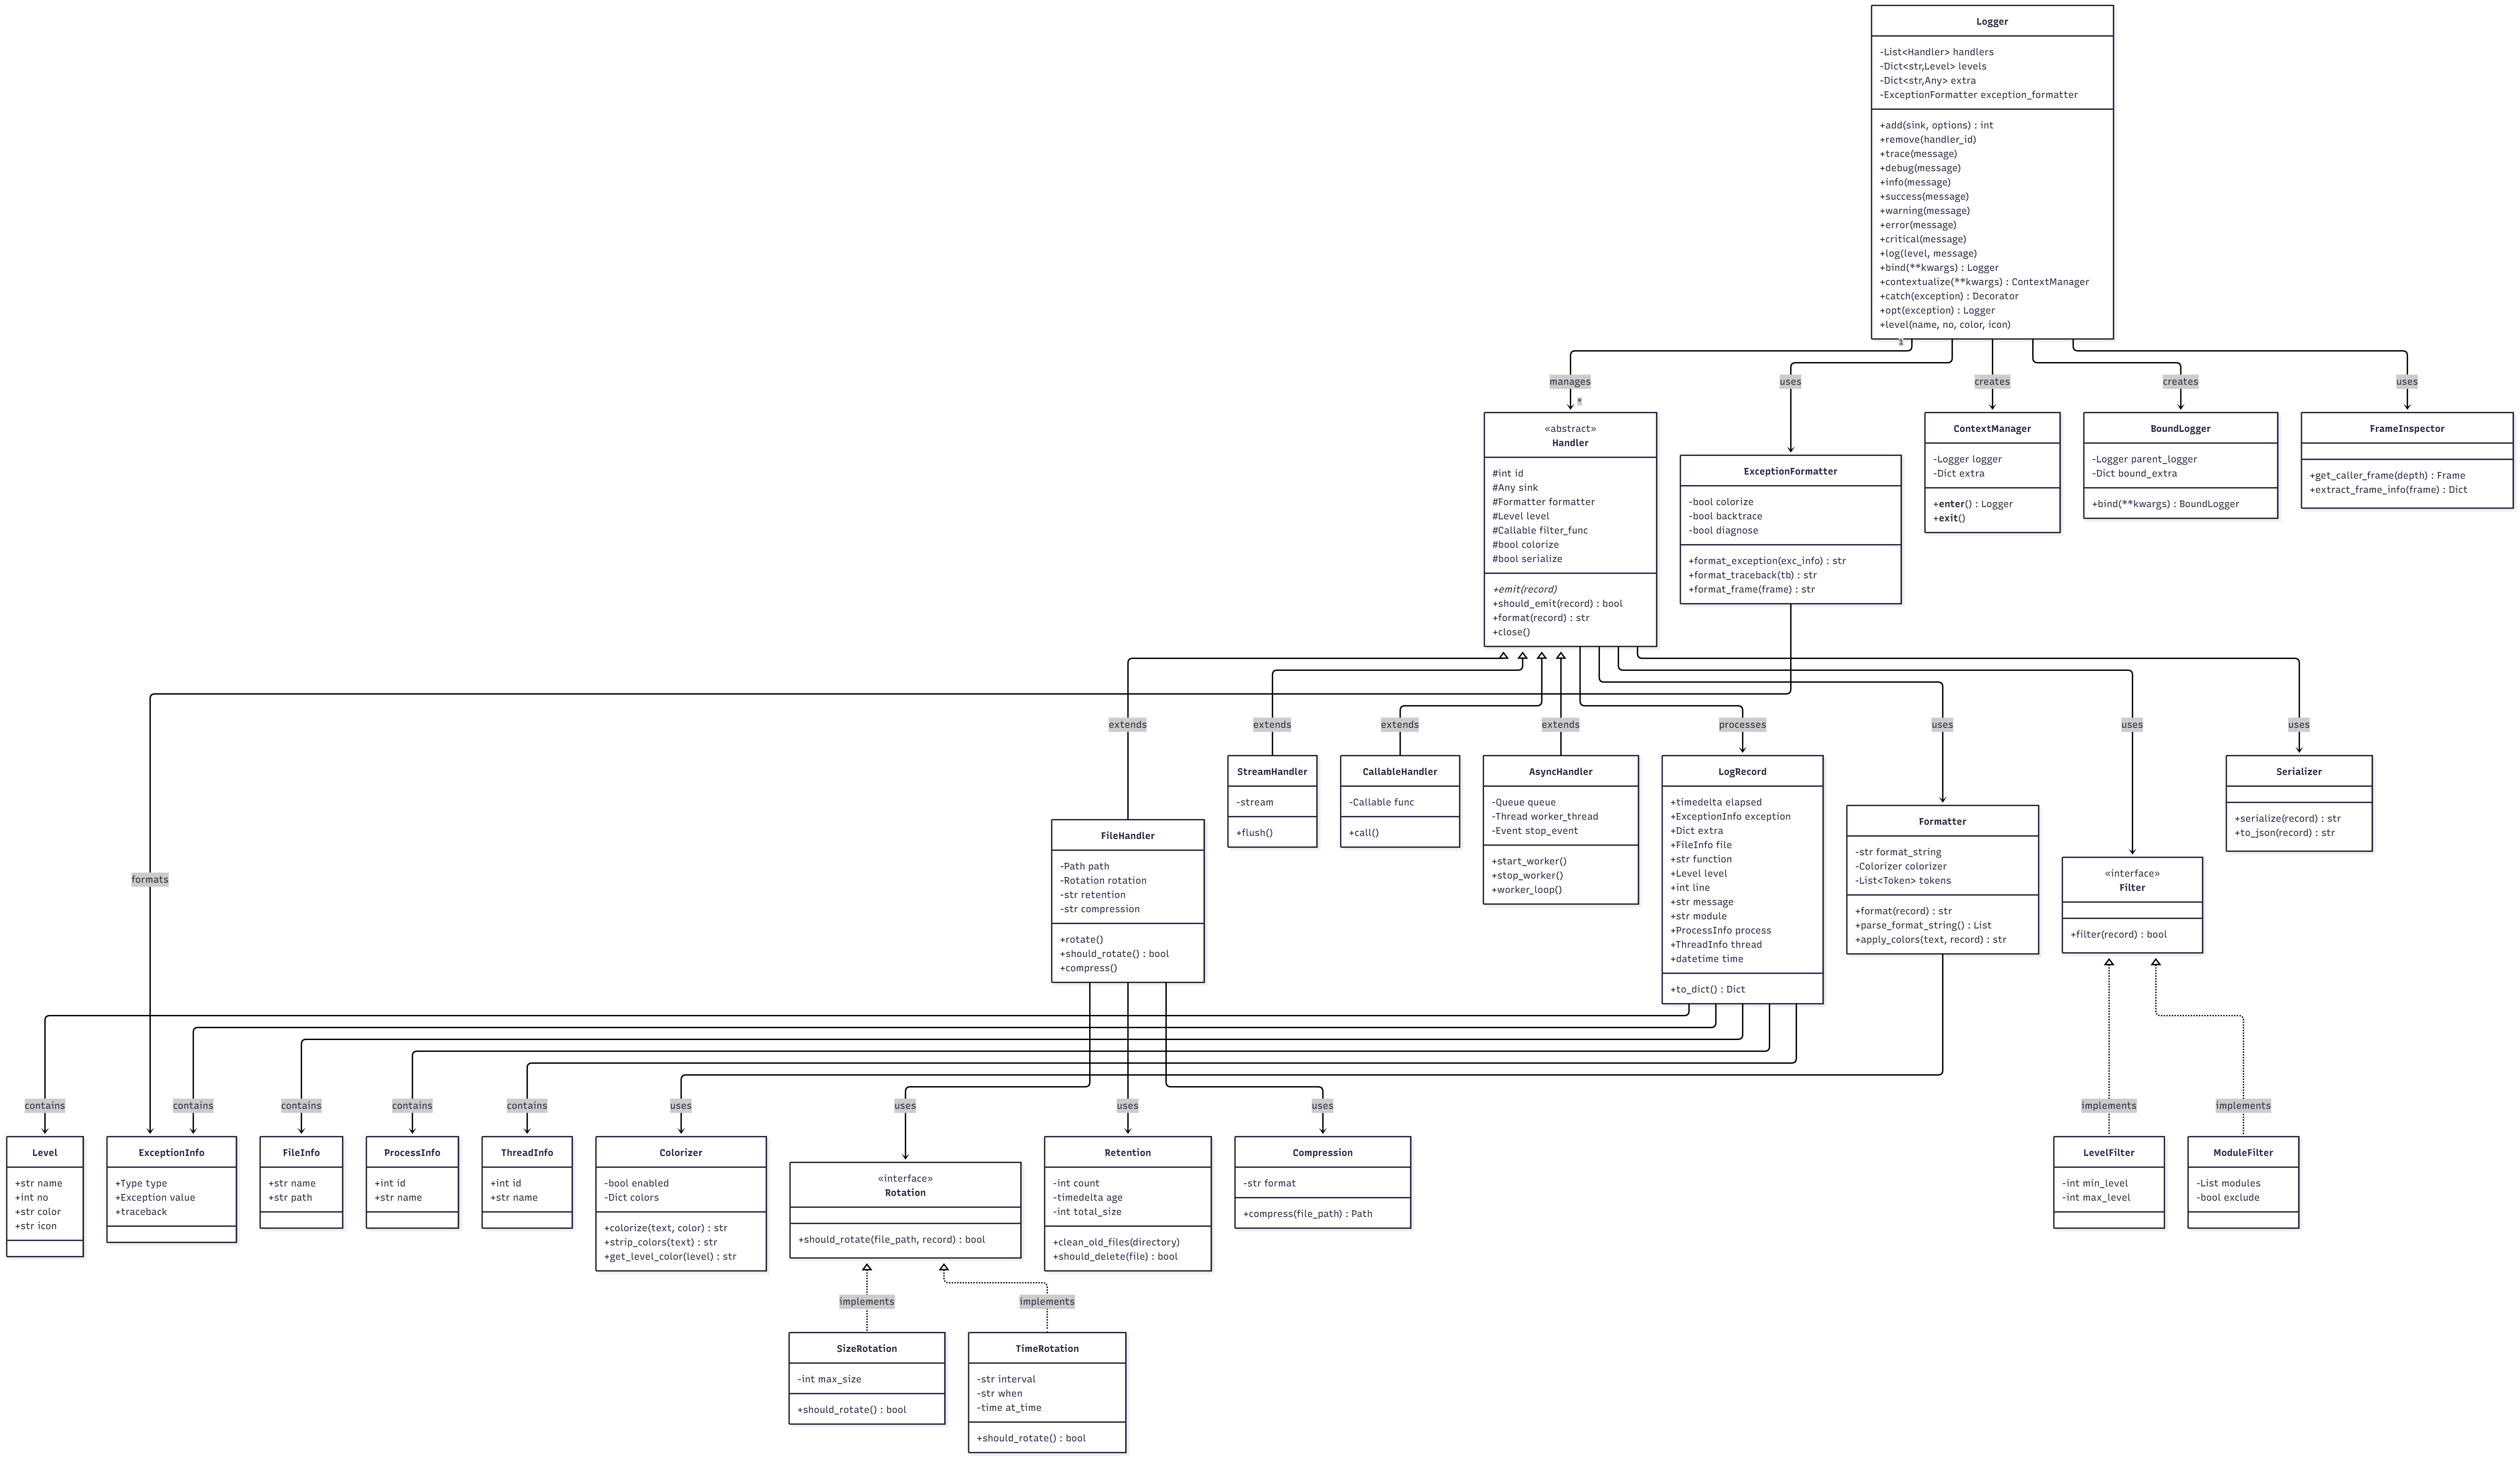 Logger
-List<Handler> handlers
-Dict<str,Level> levels
-Dict<str,Any> extra
-ExceptionFormatter exception_formatter
+add(sink, options) : int
+remove(handler_id)
+trace(message)
+debug(message)
+info(message)
+success(message)
+warning(message)
+error(message)
+critical(message)
+log(level, message)
+bind(**kwargs) : Logger
+contextualize(**kwargs) : ContextManager
+catch(exception) : Decorator
+opt(exception) : Logger
+level(name, no, color, icon)
1
manages
*
uses
creates
creates
uses
«abstract»
Handler
#int id
#Any sink
#Formatter formatter
#Level level
#Callable filter_func
#bool colorize
#bool serialize
+emit(record)
+should_emit(record) : bool
+format(record) : str
+close()
ExceptionFormatter
-bool colorize
-bool backtrace
-bool diagnose
+format_exception(exc_info) : str
+format_traceback(tb) : str
+format_frame(frame) : str
ContextManager
-Logger logger
-Dict extra
+enter() : Logger
+exit()
BoundLogger
-Logger parent_logger
-Dict bound_extra
+bind(**kwargs) : BoundLogger
FrameInspector
+get_caller_frame(depth) : Frame
+extract_frame_info(frame) : Dict
extends
extends
extends
extends
processes
uses
uses
uses
formats
FileHandler
-Path path
-Rotation rotation
-str retention
-str compression
+rotate()
+should_rotate() : bool
+compress()
StreamHandler
-stream
+flush()
CallableHandler
-Callable func
+call()
AsyncHandler
-Queue queue
-Thread worker_thread
-Event stop_event
+start_worker()
+stop_worker()
+worker_loop()
LogRecord
+timedelta elapsed
+ExceptionInfo exception
+Dict extra
+FileInfo file
+str function
+Level level
+int line
+str message
+str module
+ProcessInfo process
+ThreadInfo thread
+datetime time
+to_dict() : Dict
Formatter
-str format_string
-Colorizer colorizer
-List<Token> tokens
+format(record) : str
+parse_format_string() : List
+apply_colors(text, record) : str
«interface»
Filter
+filter(record) : bool
Serializer
+serialize(record) : str
+to_json(record) : str
contains
contains
contains
contains
contains
uses
uses
uses
uses
implements
implements
Level
+str name
+int no
+str color
+str icon
ExceptionInfo
+Type type
+Exception value
+traceback
FileInfo
+str name
+str path
ProcessInfo
+int id
+str name
ThreadInfo
+int id
+str name
Colorizer
-bool enabled
-Dict colors
+colorize(text, color) : str
+strip_colors(text) : str
+get_level_color(level) : str
«interface»
Rotation
+should_rotate(file_path, record) : bool
Retention
-int count
-timedelta age
-int total_size
+clean_old_files(directory)
+should_delete(file) : bool
Compression
-str format
+compress(file_path) : Path
LevelFilter
-int min_level
-int max_level
ModuleFilter
-List modules
-bool exclude
implements
implements
SizeRotation
-int max_size
+should_rotate() : bool
TimeRotation
-str interval
-str when
-time at_time
+should_rotate() : bool